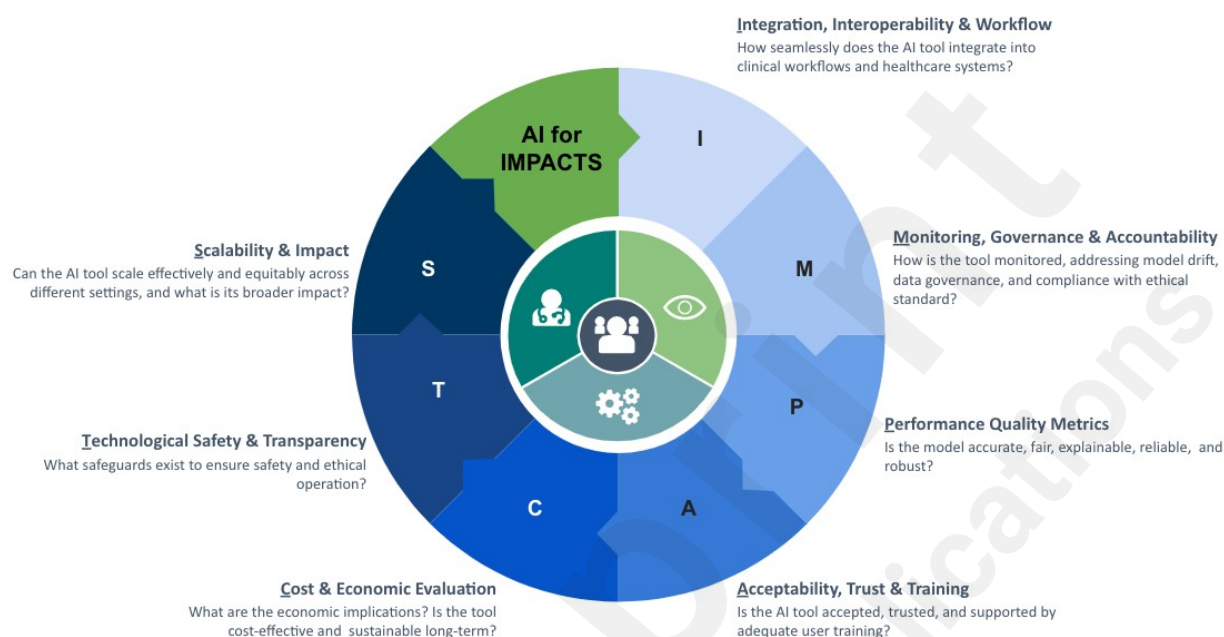 Integration, Interoperability & Workflow
How seamlessly does the AI tool integrate into
clinical workflows and healthcare systems?
AI for
IMPACTS
I
Monitoring, Governance & Accountability
How is the tool monitored, addressing model drift,
data governance, and compliance with ethical
standard?
M
Performance Quality Metrics
Is the model accurate, fair, explainable, reliable, and
robust?
P
Acceptability, Trust & Training
Is the AI tool accepted, trusted, and supported by
adequate user training?
A
Cost & Economic Evaluation
What are the economic implications? Is the tool
cost-effective and sustainable long-term?
C
Technological Safety & Transparency
What safeguards exist to ensure safety and ethical
operation?
T
Scalability & Impact
Can the AI tool scale effectively and equitably across
different settings, and what is its broader impact?
S
print
lications